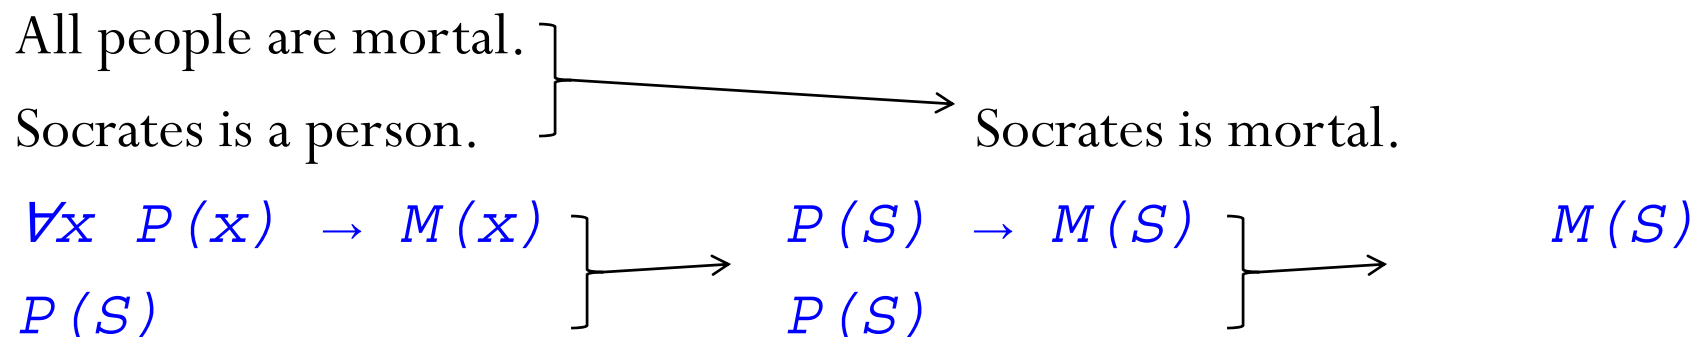 All people are mortal.
Socrates is a person.
Socrates is mortal.
∀x P(x) → M(x)
P(S)
P(S) → M(S)
P(S)
M(S)